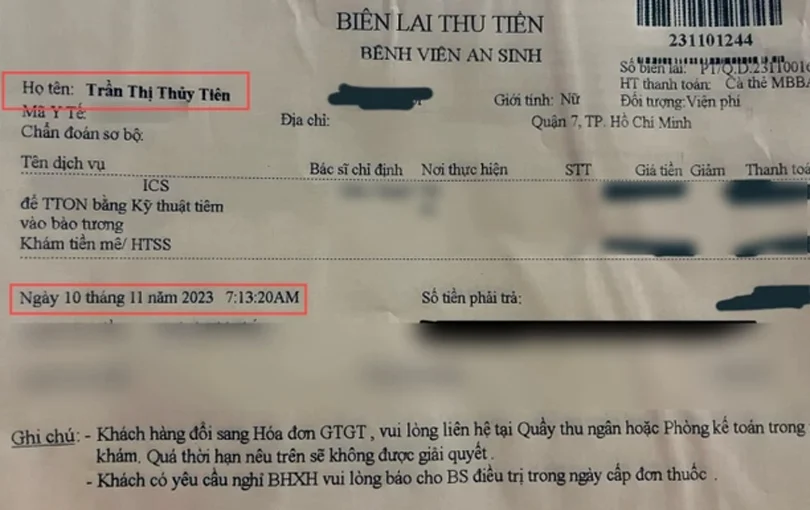 BIÊN LAI THU TIỀN
BỆNH VIỆN AN SINH
231101244
Số biên lai: PT/Q.D.2311001
HT thanh toán: Cà thẻ MBBA
Họ tên: Trần Thị Thủy Tiên
Giới tính: Nữ
Đối tượng: Viện phí
Mã Y Tế:
Địa chỉ:
Quận 7, TP. Hồ Chí Minh
Chẩn đoán sơ bộ:
Tên dịch vụ Bác sĩ chỉ định Nơi thực hiện STT Giá tiền Giảm Thanh toá
ICS
để TTON bằng Kỹ thuật tiêm
vào bào tương
Khám tiền mê/ HTSS
Ngày 10 tháng 11 năm 2023 7:13:20AM
Số tiền phải trả:
Ghi chú: - Khách hàng đổi sang Hóa đơn GTGT , vui lòng liên hệ tại Quầy thu ngân hoặc Phòng kế toán trong
khám. Quá thời hạn nêu trên sẽ không được giải quyết .
- Khách có yêu cầu nghỉ BHXH vui lòng báo cho BS điều trị trong ngày cấp đơn thuốc .